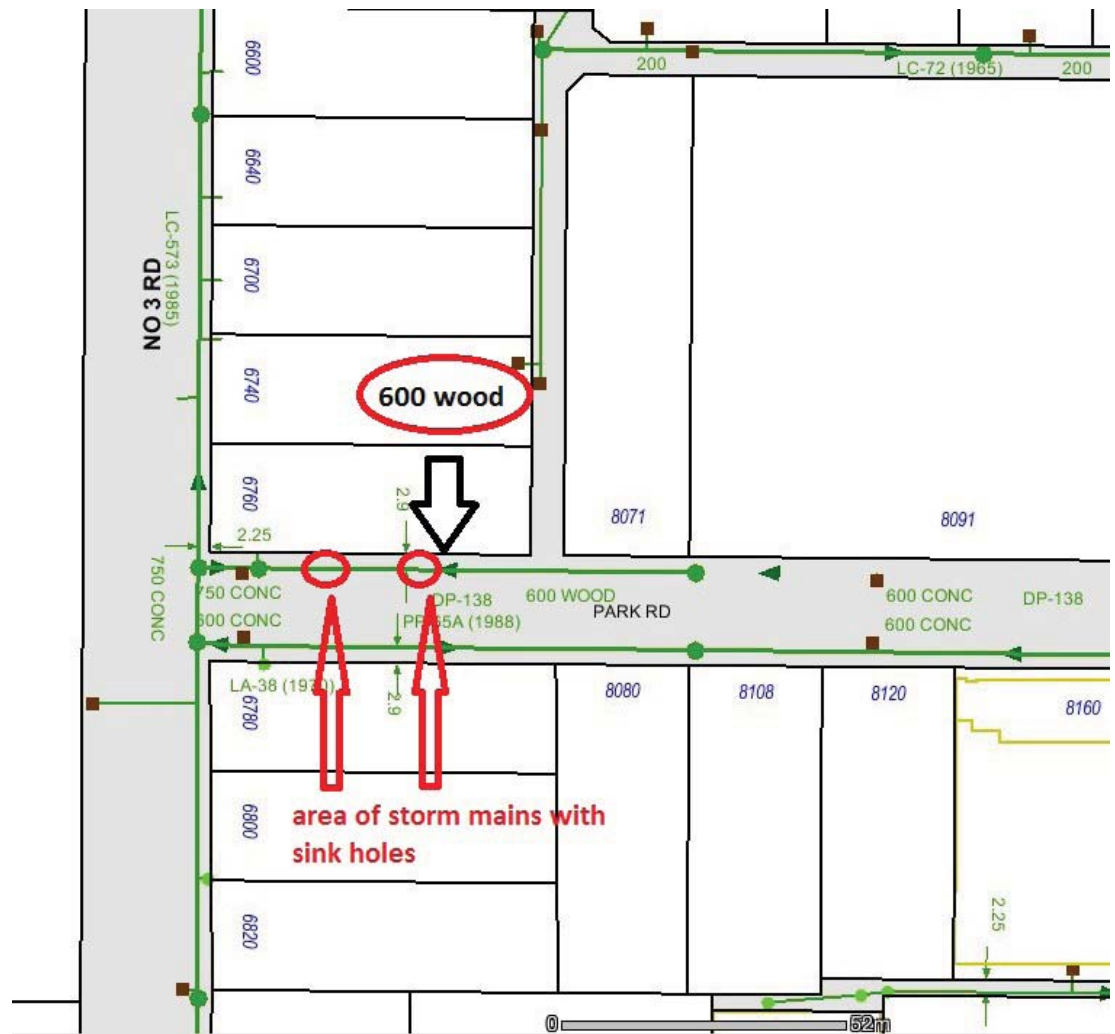 6600
200
LC-72 (1965)
200
6640
LC-573 (1985)
NO 3 RD
6700
6740
600 wood
6760
2.9
8071
8091
2.25
750 CONC
750 CONC
DP-138
600 WOOD
600 CONC
DP-138
600 CONC
PARK RD
600 CONC
LA-38
6780
2.9
8080
8108
8120
8160
6800
area of storm mains with
sink holes
6820
2.25
0 52m